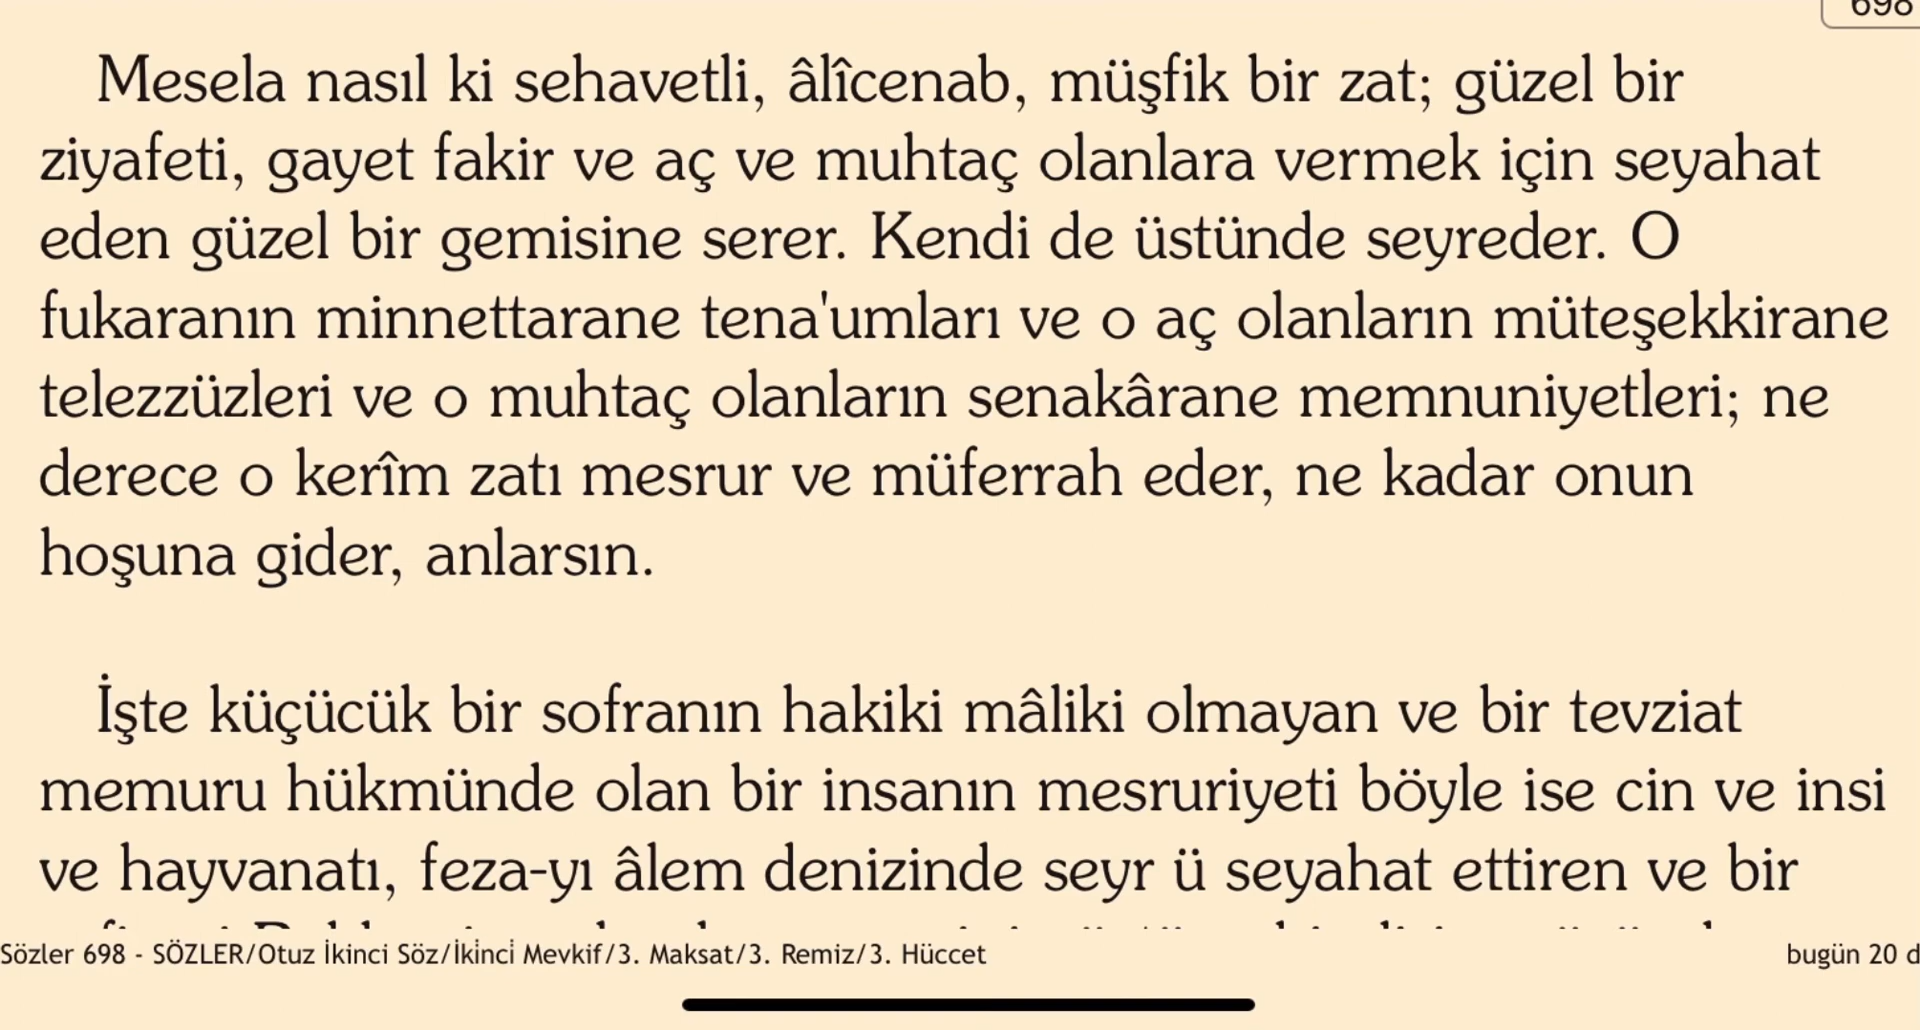 Mesela nasıl ki sehavetli, âlîcenab, müşfik bir zat; güzel bir
ziyafeti, gayet fakir ve aç ve muhtaç olanlara vermek için seyahat
eden güzel bir gemisine serer. Kendi de üstünde seyreder. O
fukaranın minnettarane tena'umları ve o aç olanların müteşekkirane
telezzüzleri ve o muhtaç olanların senakârane memnuniyetleri; ne
derece o kerîm zatı mesrur ve müferrah eder, ne kadar onun
hoşuna gider, anlarsın.
İşte küçücük bir sofranın hakiki mâliki olmayan ve bir tevziat
memuru hükmünde olan bir insanın mesruriyeti böyle ise cin ve insi
ve hayvanatı, feza-yı âlem denizinde seyr ü seyahat ettiren ve bir
Sözler 698 - SÖZLER/Otuz İkinci Söz/İkinci Mevkif/3. Maksat/3. Remiz/3. Hüccet
bugün 20 d